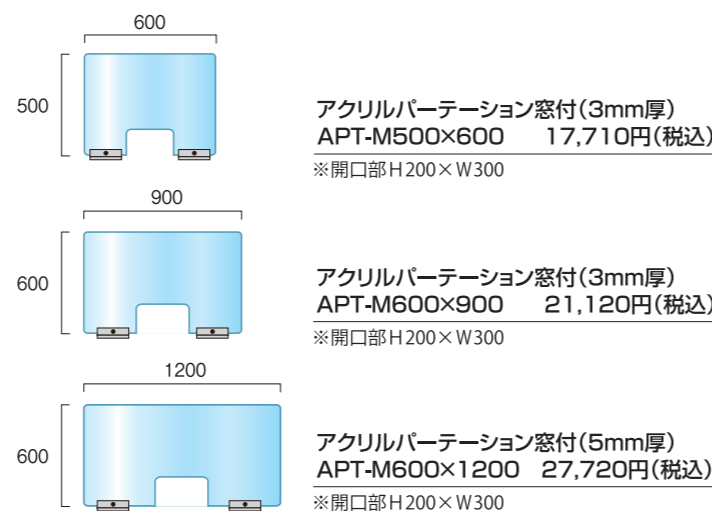 600
500
アクリルパーテーション窓付(3mm厚)
APT-M500×600 17,710円(税込)
※開口部H200×W300
900
600
アクリルパーテーション窓付(3mm厚)
APT-M600×900 21,120円(税込)
※開口部H200×W300
1200
600
アクリルパーテーション窓付(5mm厚)
APT-M600×1200 27,720円(税込)
※開口部H200×W300